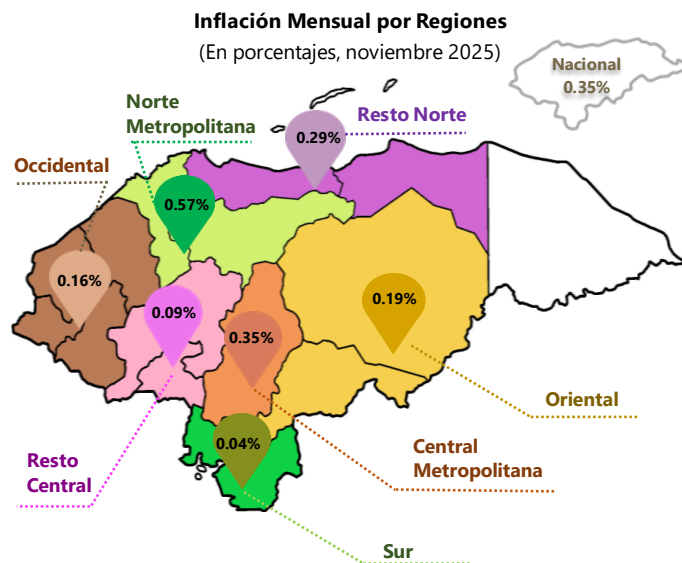 Inflación Mensual por Regiones
(En porcentajes, noviembre 2025)
Nacional
0.35%
Norte
Metropolitana
Resto Norte
0.29%
Occidental
0.57%
0.16%
0.09%
0.19%
0.35%
Oriental
0.04%
Central
Metropolitana
Resto
Central
Sur